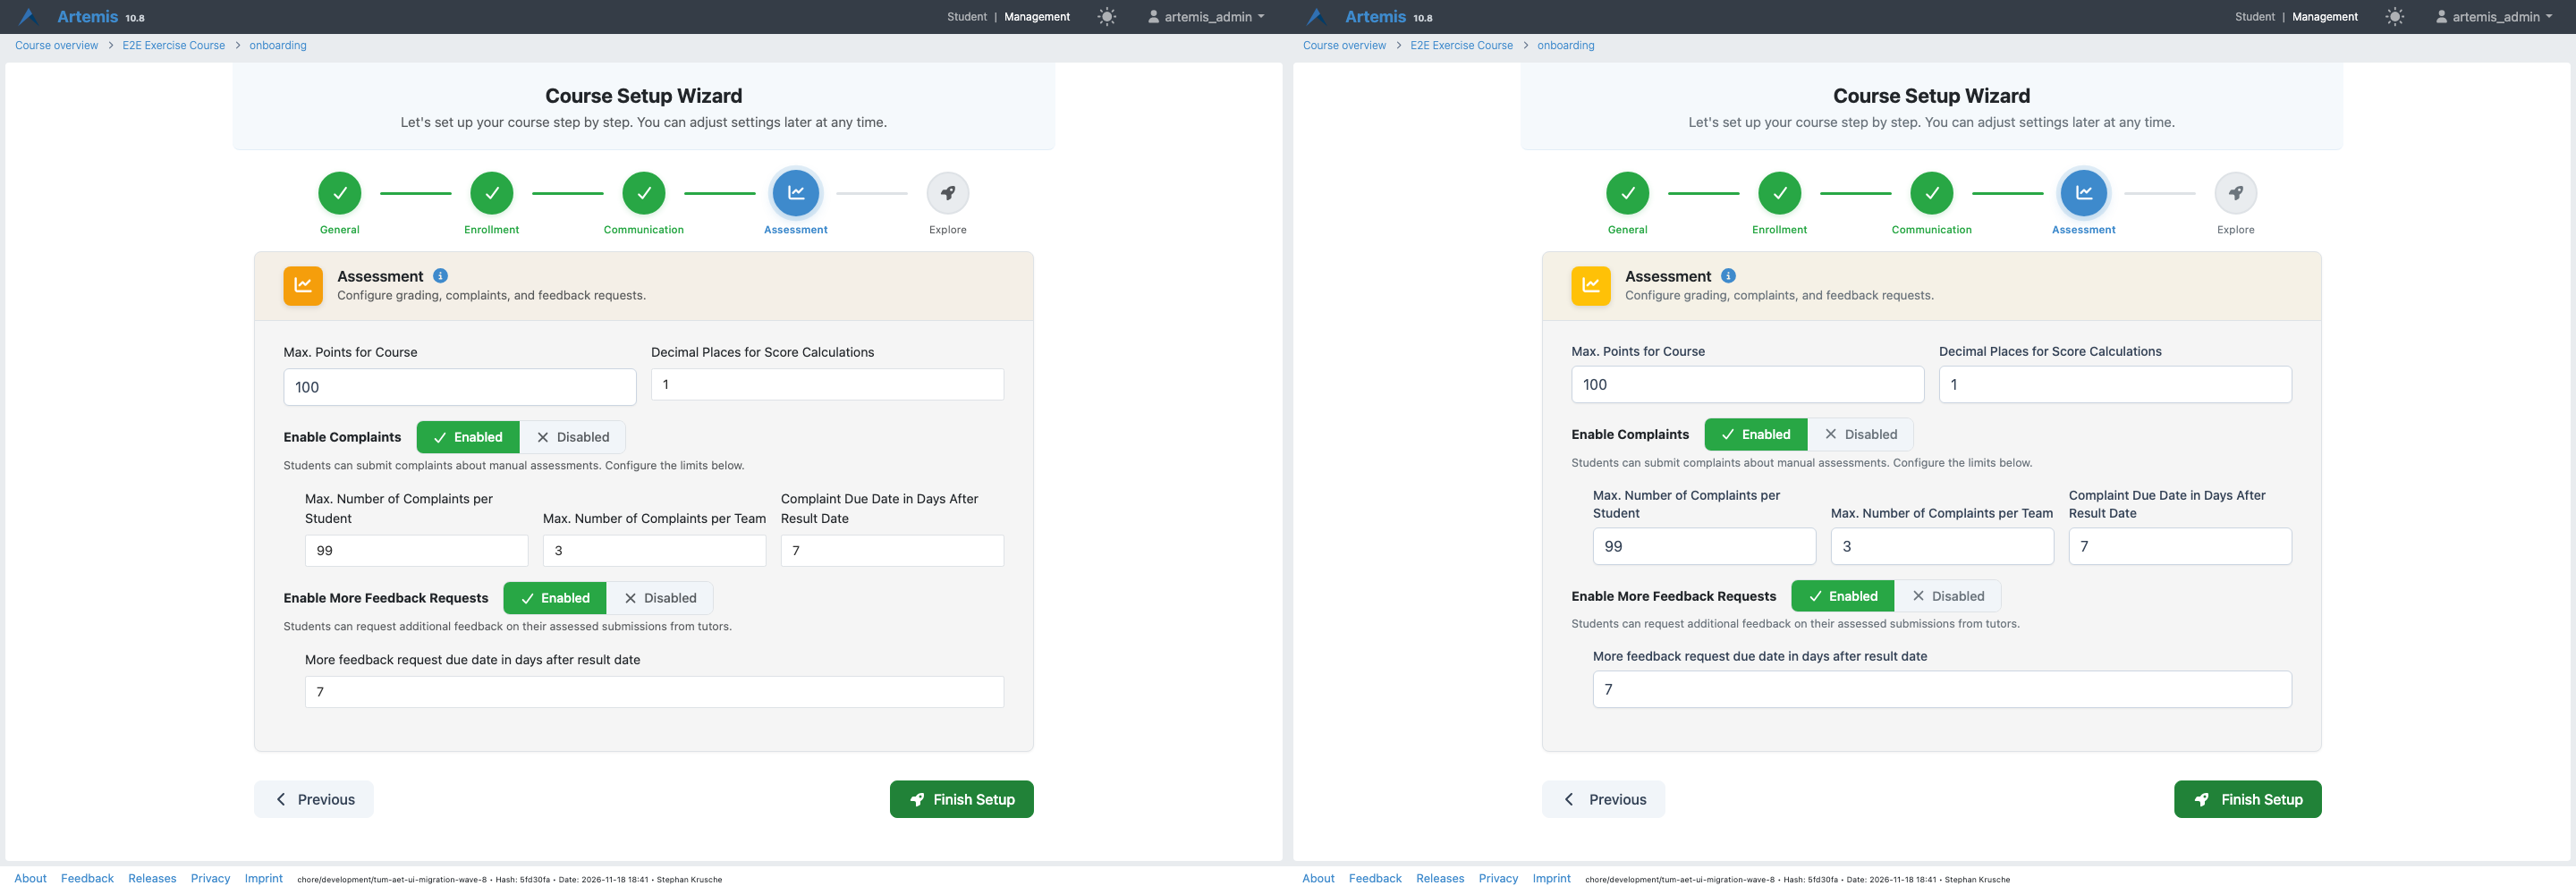 Artemis 10.8
Student | Management
artemis_admin
Course overview > E2E Exercise Course > onboarding
Course Setup Wizard
Let's set up your course step by step. You can adjust settings later at any time.
General
Enrollment
Communication
Assessment
Explore
Assessment
Configure grading, complaints, and feedback requests.
Max. Points for Course
Decimal Places for Score Calculations
100
1
Enable Complaints
Enabled
Disabled
Students can submit complaints about manual assessments. Configure the limits below.
Max. Number of Complaints per
Student
Max. Number of Complaints per Team
Complaint Due Date in Days After
Result Date
99
3
7
Enable More Feedback Requests
Enabled
Disabled
Students can request additional feedback on their assessed submissions from tutors.
More feedback request due date in days after result date
7
Previous
Finish Setup
About Feedback Releases Privacy Imprint chore/development/tum-aet-ui-migration-wave-8 • Hash: 5fd30fa • Date: 2026-11-18 18:41 • Stephan Krusche
Artemis 10.8
Student | Management
artemis_admin
Course overview > E2E Exercise Course > onboarding
Course Setup Wizard
Let's set up your course step by step. You can adjust settings later at any time.
General
Enrollment
Communication
Assessment
Explore
Assessment
Configure grading, complaints, and feedback requests.
Max. Points for Course
Decimal Places for Score Calculations
100
1
Enable Complaints
Enabled
Disabled
Students can submit complaints about manual assessments. Configure the limits below.
Max. Number of Complaints per
Student
Max. Number of Complaints per Team
Complaint Due Date in Days After
Result Date
99
3
7
Enable More Feedback Requests
Enabled
Disabled
Students can request additional feedback on their assessed submissions from tutors.
More feedback request due date in days after result date
7
Previous
Finish Setup
About Feedback Releases Privacy Imprint chore/development/tum-aet-ui-migration-wave-8 • Hash: 5fd30fa • Date: 2026-11-18 18:41 • Stephan Krusche